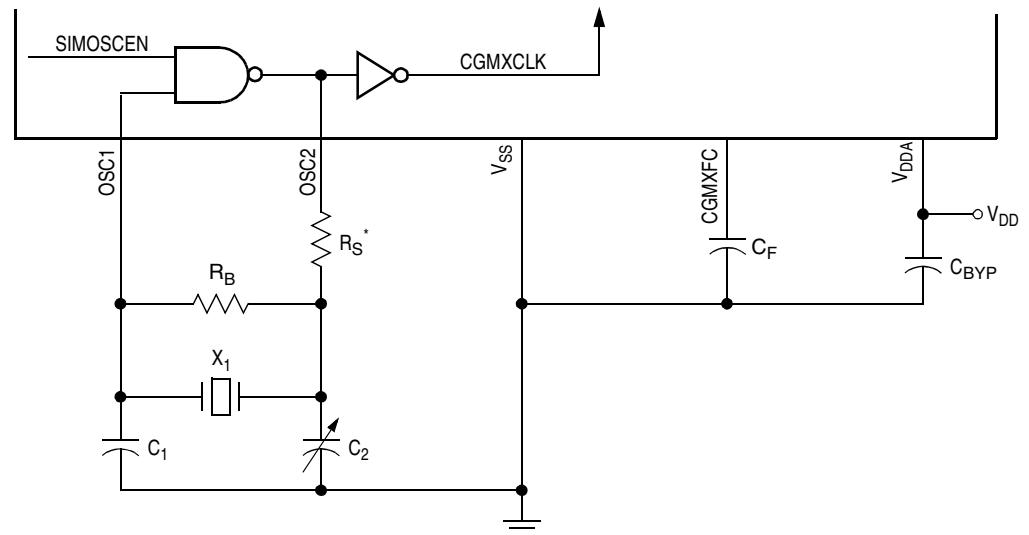 SIMOSCEN
CGMXCLK
OSC1
OSC2
VSS
CGMXFC
VDDA
VDD
RS*
CF
CBYP
RB
X1
C1
C2